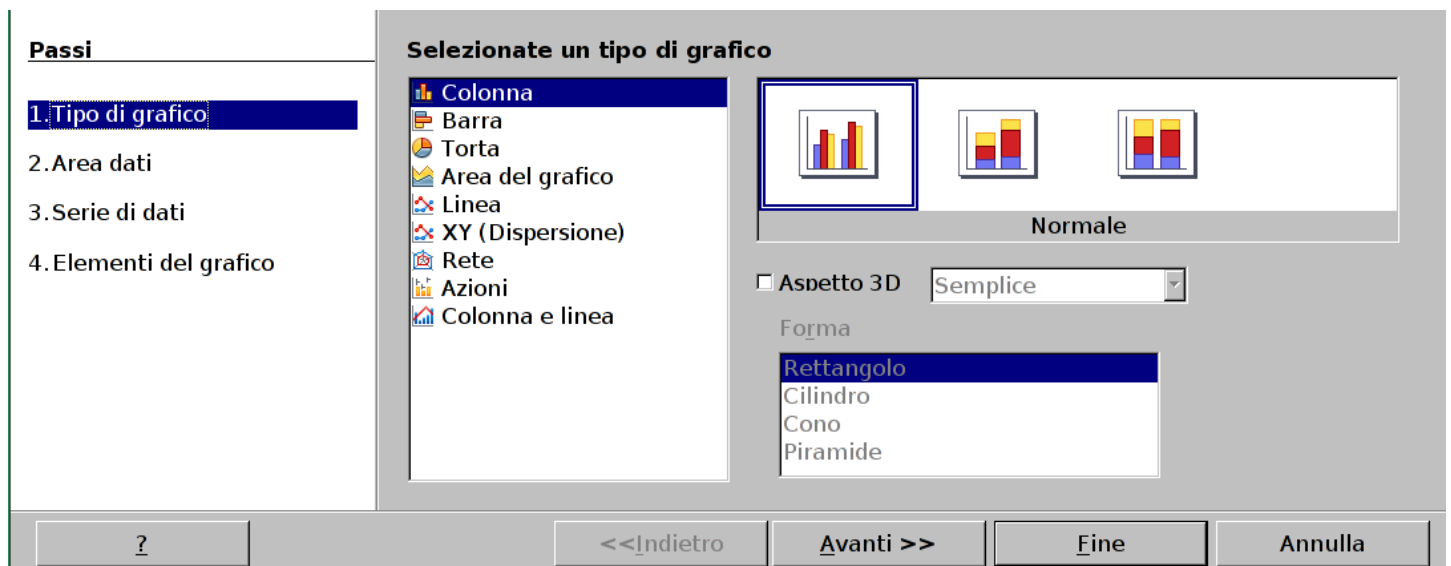 Passi
1.Tipo di grafico
2.Area dati
3.Serie di dati
4.Elementi del grafico
Selezionate un tipo di grafico
Colonna
Barra
Torta
Area del grafico
Linea
XY (Dispersione)
Rete
Azioni
Colonna e linea
Normale
Aspetto 3D
Semplice
Forma
Rettangolo
Cilindro
Cono
Piramide
?
<<Indietro
Avanti >>
Fine
Annulla